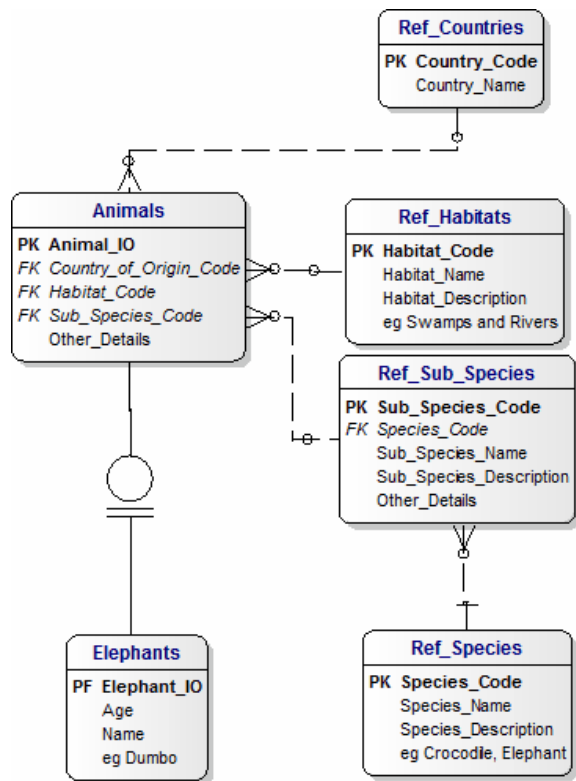 Ref_Countries
PK Country_Code
Country_Name
Animals
PK Animal_IO
FK Country_of_Origin_Code
FK Habitat_Code
FK Sub_Species_Code
Other_Details
Ref_Habitats
PK Habitat_Code
Habitat_Name
Habitat_Description
eg Swamps and Rivers
Ref_Sub_Species
PK Sub_Species_Code
FK Species_Code
Sub_Species_Name
Sub_Species_Description
Other_Details
Elephants
PF Elephant_IO
Age
Name
eg Dumbo
Ref_Species
PK Species_Code
Species_Name
Species_Description
eg Crocodile, Elephant